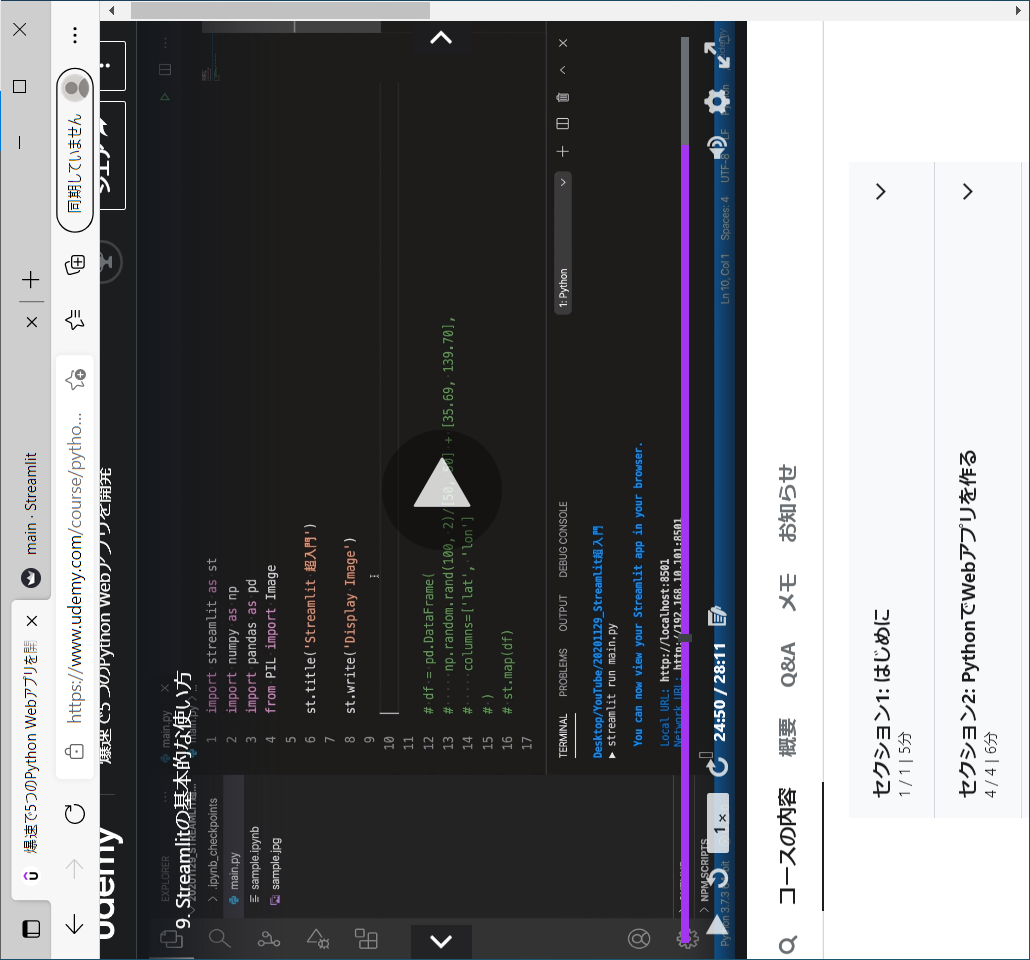 爆速で5つのPython Webアプリを開
main · Streamlit
https://www.udemy.com/course/pytho...
同期していません
udemy
爆速で5つのPython Webアプリを開発
シェア
9. Streamlitの基本的な使い方
EXPLORER
> .ipynb_checkpoints
main.py
sample.ipynb
sample.jpg
> NPM SCRIPTS
main.py
1 import streamlit as st
2 import numpy as np
3 import pandas as pd
4 from PIL import Image
5
6 st.title('Streamlit 超入門')
7
8 st.write('Display Image')
9
10
11
12 # df = pd.DataFrame(
13 # ···· np.random.rand(100, 2)/[50, 50] + [35.69, 139.70],
14 # ···· columns=['lat', 'lon']
15 # )
16 # st.map(df)
17
TERMINAL PROBLEMS OUTPUT DEBUG CONSOLE
1: Python
Desktop/YouTube/20201129_Streamlit超入門
▶ streamlit run main.py
You can now view your Streamlit app in your browser.
Local URL: http://localhost:8501
Network URL: http://192.168.10.101:8501
1 ×
24:50 / 28:11
Python 3.7.3
Ln 10, Col 1 Spaces: 4 UTF-8 LF Python
コースの内容 概要 Q&A メモ お知らせ
セクション1: はじめに
1 / 1 | 5分
セクション2: PythonでWebアプリを作る
4 / 4 | 6分